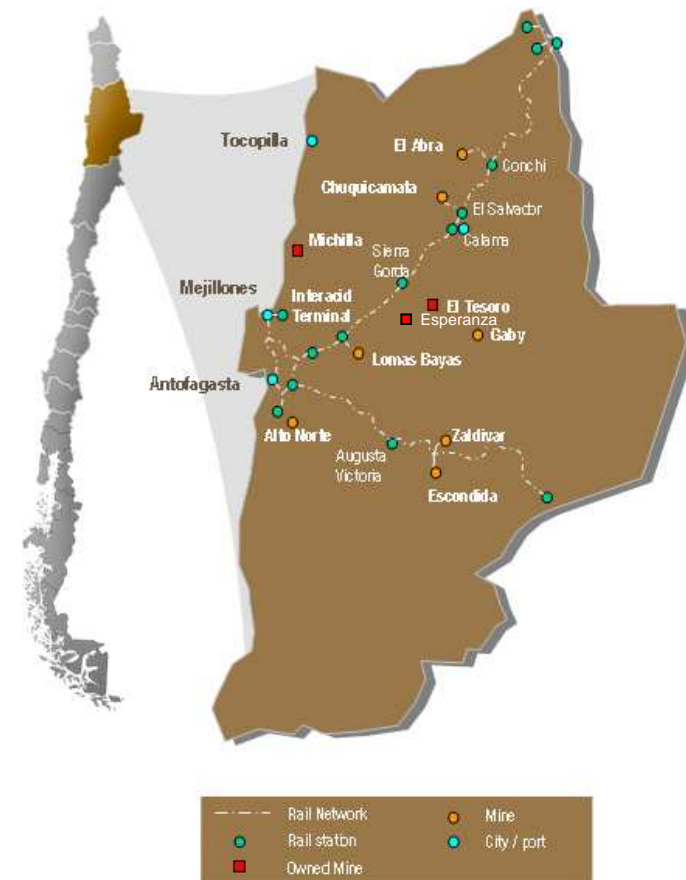 Tocopilla
El Abra
Conchi
Chuquicamata
El Salvador
Calama
Michilla
Sierra
Gorda
Mejillones
Interacid
Terminal
El Tesoro
Esperanza
Gaby
Lomas Bayas
Antofagasta
Alto Norte
Zaldivar
Augusta
Victoria
Escondida
Rail Network
Mine
Rail station
City / port
Owned Mine